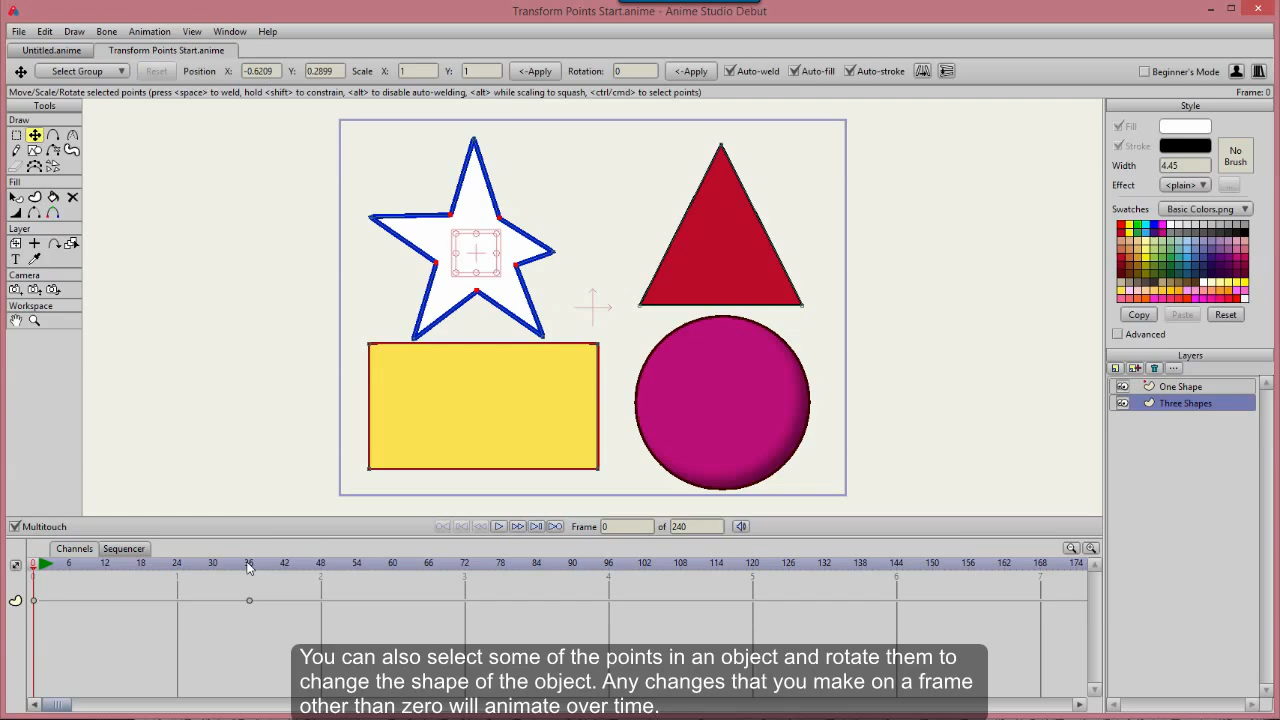 Transform Points Start.anime - Anime Studio Debut
File Edit Draw Bone Animation View Window Help
Untitled.anime Transform Points Start.anime
Select Group Reset Position X: -0.6209 Y: 0.2899 Scale X: 1 Y: 1 <-Apply Rotation: 0 <-Apply Auto-weld Auto-fill Auto-stroke Beginner's Mode
Move/Scale/Rotate selected points (press <space> to weld, hold <shift> to constrain, <alt> to disable auto-welding, <alt> while scaling to squash, <ctrl/cmd> to select points) Frame: 0
Tools
Draw
Fill
Layer
Camera
Workspace
Style
Fill
Stroke
No
Brush
Width 4.45
Effect <plain>
Swatches Basic Colors.png
Copy Paste Reset
Advanced
Layers
One Shape
Three Shapes
Multitouch Frame 0 of 240
Channels Sequencer
0 6 12 18 24 30 36 42 48 54 60 66 72 78 84 90 96 102 108 114 120 126 132 138 144 150 156 162 168 174
0 1 2 3 4 5 6 7
You can also select some of the points in an object and rotate them to
change the shape of the object. Any changes that you make on a frame
other than zero will animate over time.